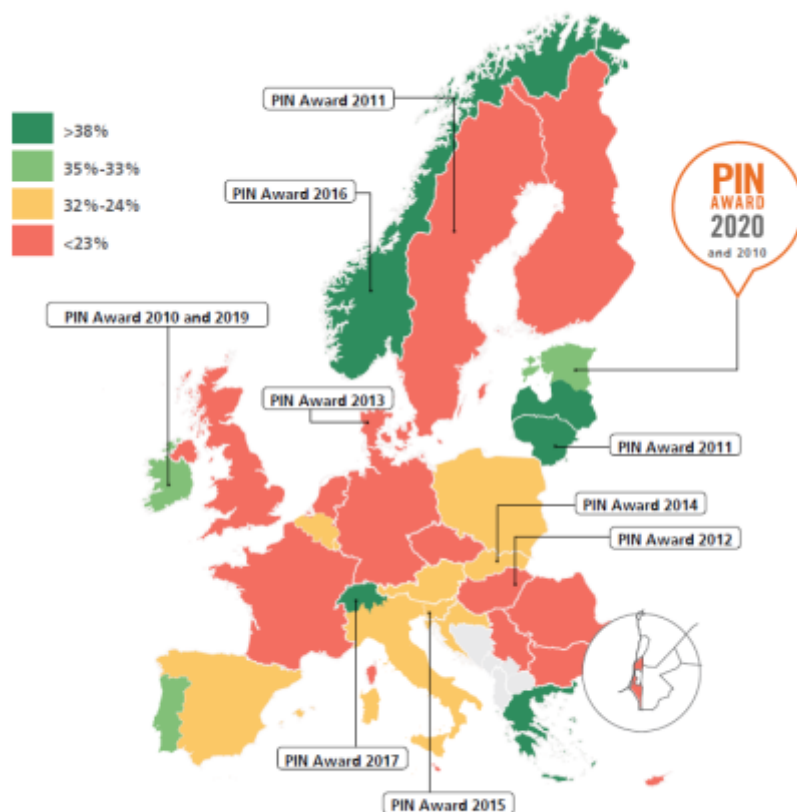 PIN Award 2011
>38%
35%-33%
32%-24%
<23%
PIN Award 2016
PIN
AWARD
2020
and 2010
PIN Award 2010 and 2019
PIN Award 2013
PIN Award 2011
PIN Award 2014
PIN Award 2012
PIN Award 2017
PIN Award 2015